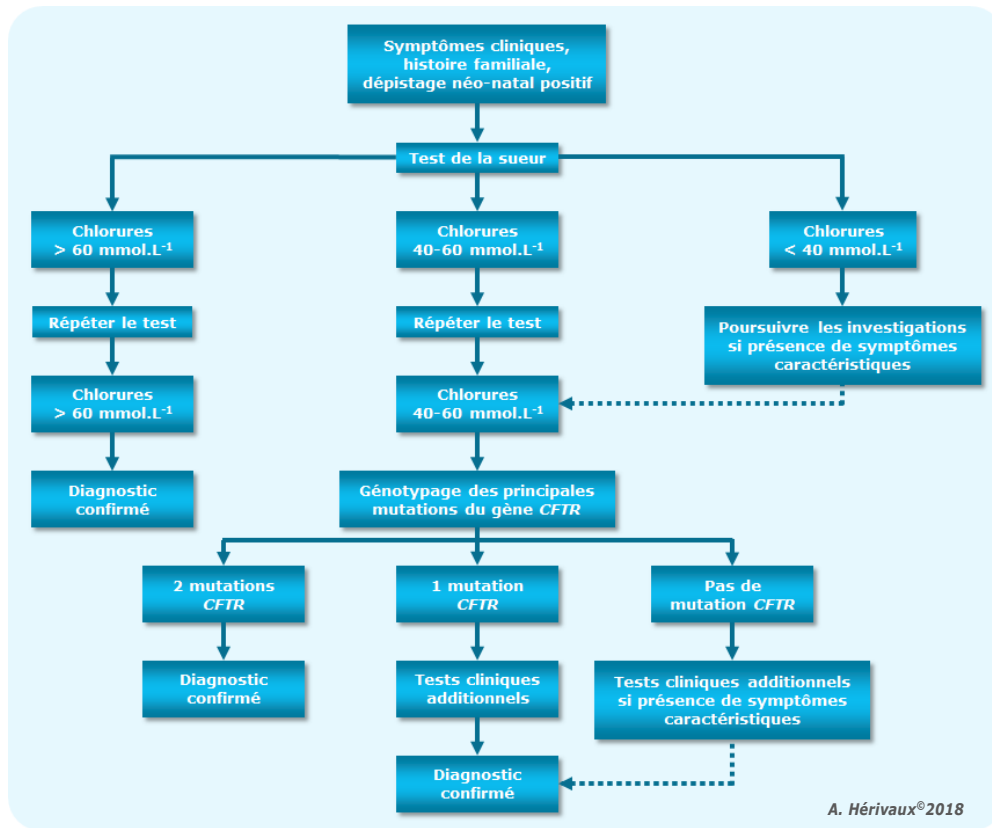 Symptômes cliniques,
histoire familiale,
dépistage néo-natal positif
Test de la sueur
Chlorures
> 60 mmol.L⁻¹
Chlorures
40-60 mmol.L⁻¹
Chlorures
< 40 mmol.L⁻¹
Répéter le test
Répéter le test
Poursuivre les investigations
si présence de symptômes
caractéristiques
Chlorures
> 60 mmol.L⁻¹
Chlorures
40-60 mmol.L⁻¹
Diagnostic
confirmé
Génotypage des principales
mutations du gène CFTR
2 mutations
CFTR
1 mutation
CFTR
Pas de
mutation CFTR
Diagnostic
confirmé
Tests cliniques
additionnels
Tests cliniques additionnels
si présence de symptômes
caractéristiques
Diagnostic
confirmé
A. Hérivaux©2018